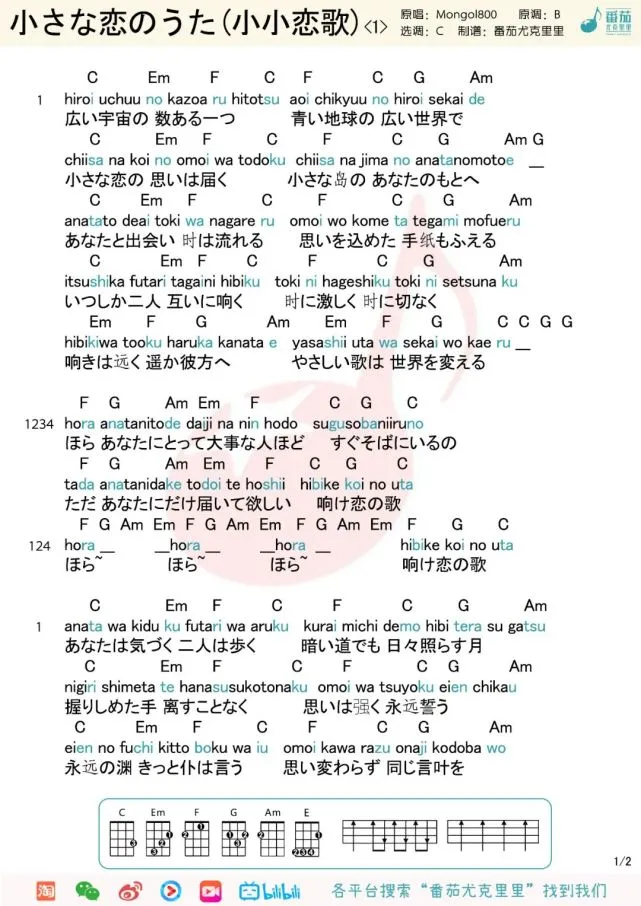 小さな恋のうた(小小恋歌)<1>
原唱：Mongol800 原调：B
选调：C 制谱：番茄尤克里里
番茄
尤克里里
C Em F C F C G Am
1 hiroi uchuu no kazoa ru hitotsu aoi chikyuu no hiroi sekai de
広い宇宙の 数ある一つ 青い地球の 広い世界で
C Em F C F C G Am G
chiisa na koi no omoi wa todoku chiisa na jima no anatanomotoe __
小さな恋の 思いは届く 小さな岛の あなたのもとへ
C Em F C F C G Am
anatato deai toki wa nagare ru omoi wo kome ta tegami mofueru
あなたと出会い 时は流れる 思いを込めた 手纸もふえる
C Em F C F C G Am
itsushika futari tagaini hibiku toki ni hageshiku toki ni setsuna ku
いつしか二人 互いに响く 时に激しく 时に切なく
Em F G Am Em F G C C G G
hibikiwa tooku haruka kanata e yasashii uta wa sekai wo kae ru __
响きは远く 遥か彼方へ やさしい歌は 世界を変える
F G Am Em F C G C
1234 hora anatanitode daiji na nin hodo sugusobaniiruno
ほら あなたにとって大事な人ほど すぐそばにいるの
F G Am Em F C G C
tada anatanidake todoi te hoshii hibike koi no uta
ただ あなたにだけ届いて欲しい 响け恋の歌
F G Am Em F G Am Em F G Am Em F G C
124 hora __ __hora __ __hora __ hibike koi no uta
ほら~ ほら~ ほら~ 响け恋の歌
C Em F C F C G Am
1 anata wa kidu ku futari wa aruku kurai michi demo hibi tera su gatsu
あなたは気づく 二人は歩く 暗い道でも 日々照らす月
C Em F C F C G Am
nigiri shimeta te hanasusukotonaku omoi wa tsuyoku eien chikau
握りしめた手 离すことなく 思いは强く 永远誓う
C Em F C F C G Am
eien no fuchi kitto boku wa iu omoi kawa razu onaji kodoba wo
永远の渊 きっと仆は言う 思い変わらず 同じ言叶を
C Em F G Am E
1/2
淘 bilibili 各平台搜索“番茄尤克里里”找到我们